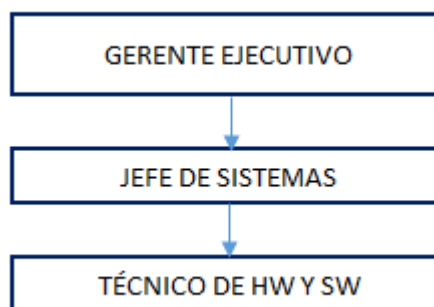 GERENTE EJECUTIVO
JEFE DE SISTEMAS
TÉCNICO DE HW Y SW